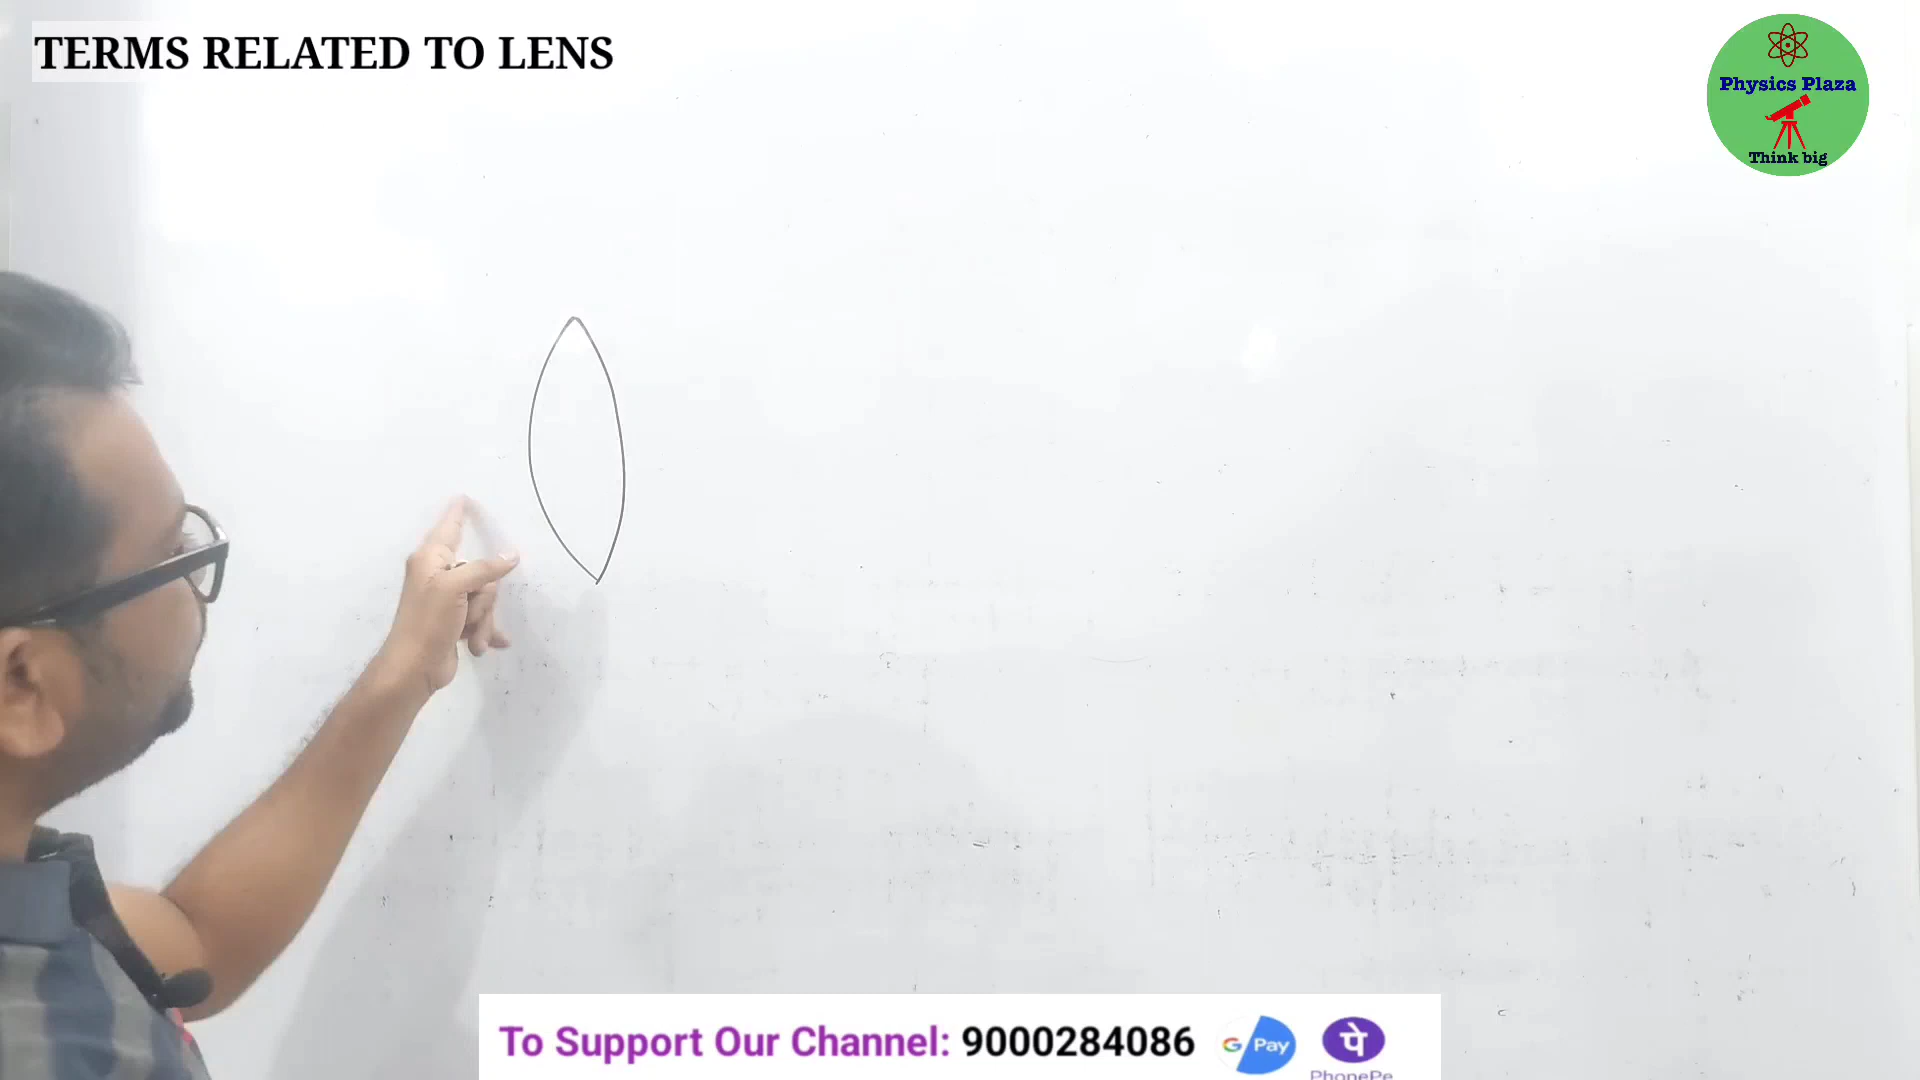 TERMS RELATED TO LENS
Physics Plaza
Think big
To Support Our Channel: 9000284086
G Pay
पे
PhonePe